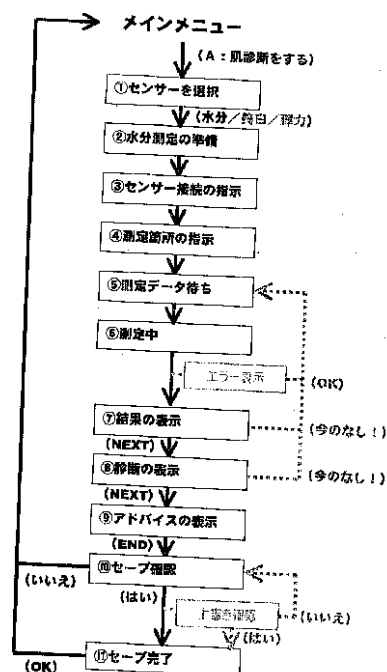 メインメニュー
(A：肌診断をする)
①センサーを選択
(水分／美白／弾力)
②水分測定の準備
③センサー接続の指示
④測定箇所の指示
⑤測定データ待ち
⑥測定中
エラー表示
(OK)
⑦結果の表示
(NEXT)
(今のなし！)
⑧診断の表示
(NEXT)
(今のなし！)
⑨アドバイスの表示
(END)
⑩セーブ確認
(いいえ)
(はい)
上書き確認
(いいえ)
(はい)
(OK)
⑪セーブ完了